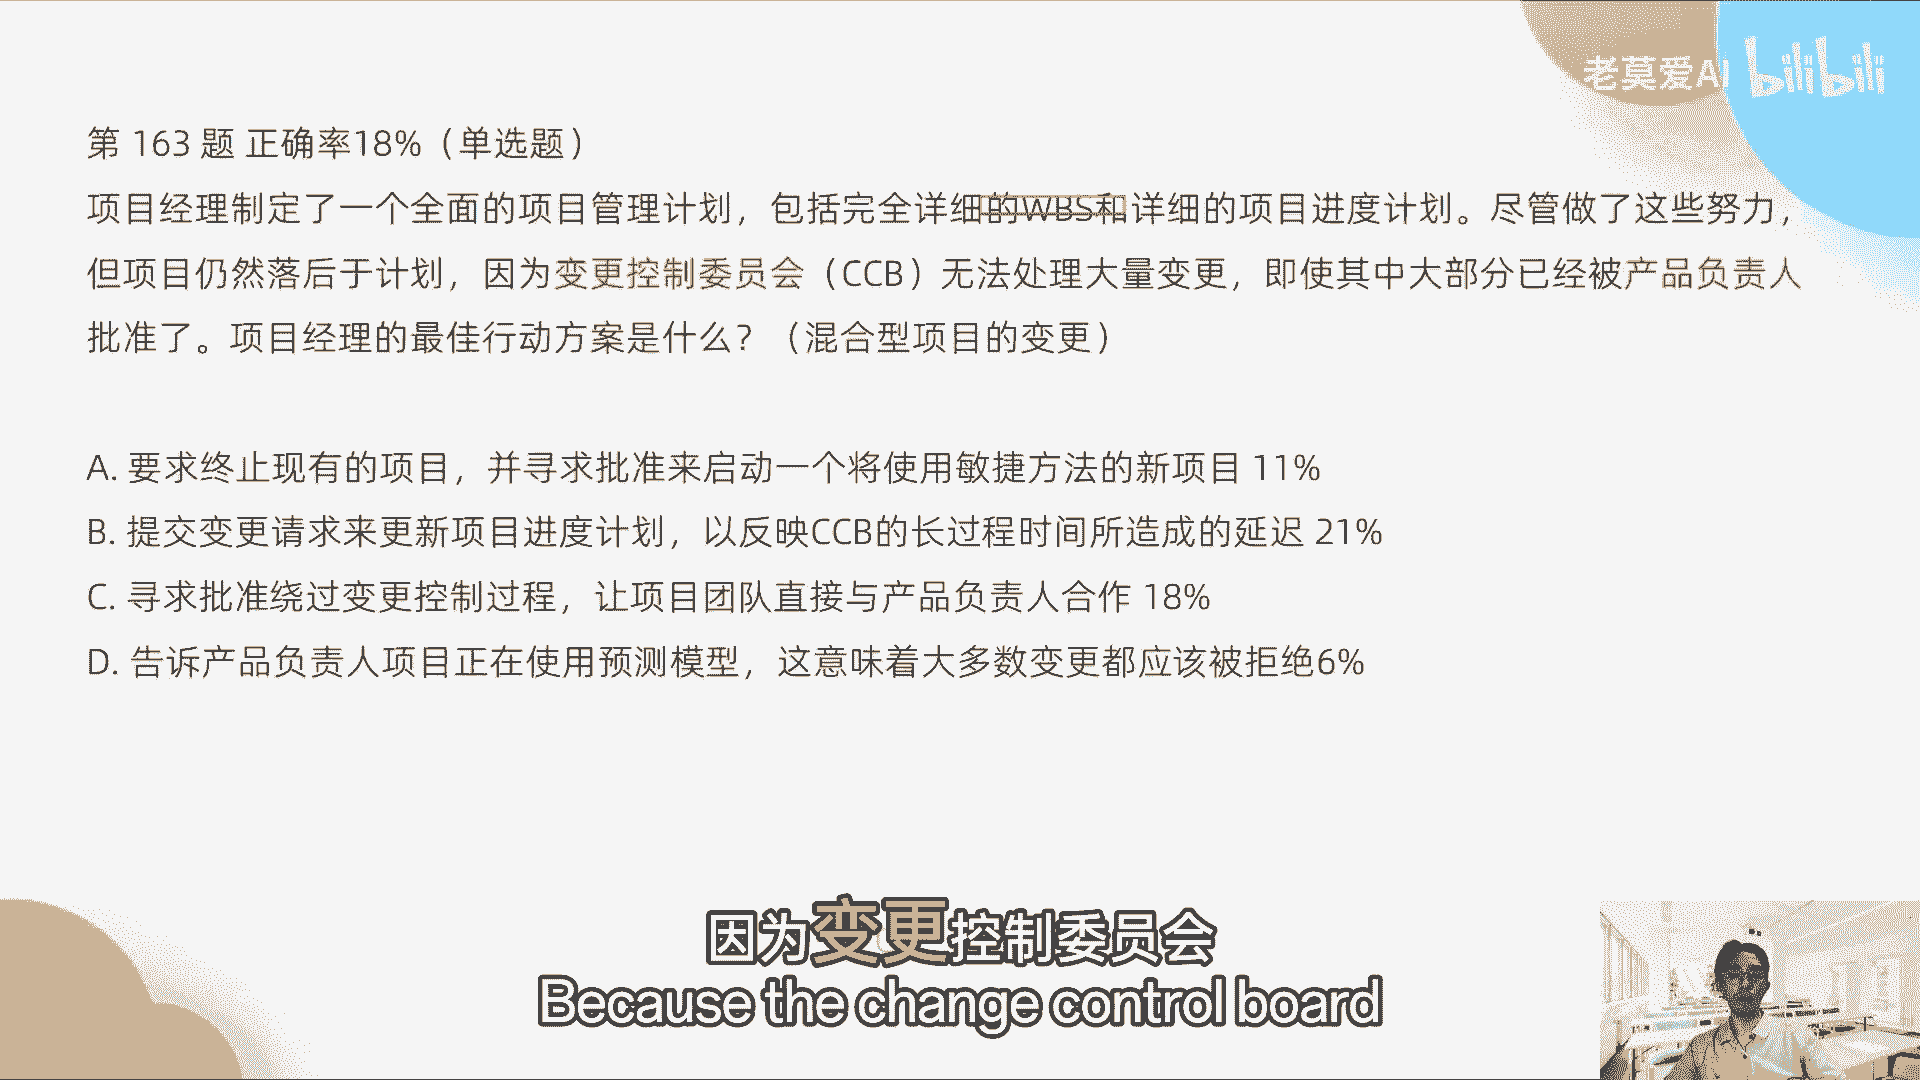 老莫爱AI bilibili
第 163 题 正确率18%（单选题）
项目经理制定了一个全面的项目管理计划，包括完全详细的WBS和详细的项目进度计划。尽管做了这些努力，
但项目仍然落后于计划，因为变更控制委员会（CCB）无法处理大量变更，即使其中大部分已经被产品负责人
批准了。项目经理的最佳行动方案是什么？（混合型项目的变更）
A. 要求终止现有的项目，并寻求批准来启动一个将使用敏捷方法的新项目 11%
B. 提交变更请求来更新项目进度计划，以反映CCB的长过程时间所造成的延迟 21%
C. 寻求批准绕过变更控制过程，让项目团队直接与产品负责人合作 18%
D. 告诉产品负责人项目正在使用预测模型，这意味着大多数变更都应该被拒绝6%
因为变更控制委员会
Because the change control board